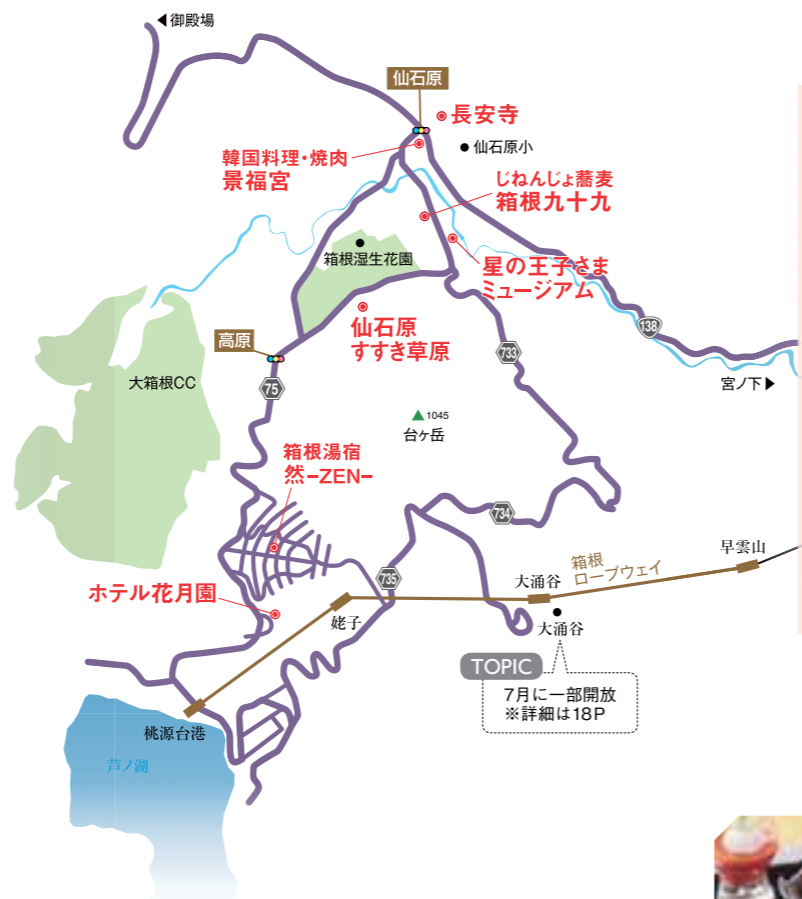 ◀御殿場
仙石原
長安寺
仙石原小
韓国料理・焼肉
景福宮
じねんじょ蕎麦
箱根九十九
箱根湿生花園
星の王子さま
ミュージアム
仙石原
すすき草原
138
高原
733
宮ノ下▶
大箱根CC
75
▲1045
台ヶ岳
箱根湯宿
然-ZEN-
734
早雲山
箱根
ロープウェイ
735
大涌谷
ホテル花月園
姥子
大涌谷
TOPIC
7月に一部開放
※詳細は18P
桃源台港
芦ノ湖